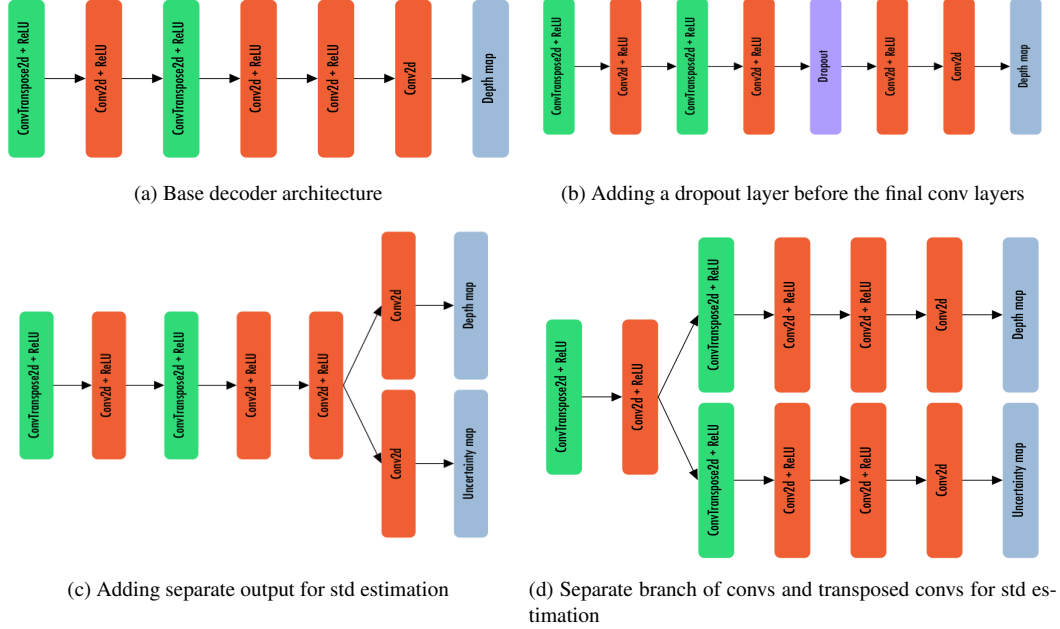 ConvTranspose2d + ReLU
Conv2d + ReLU
ConvTranspose2d + ReLU
Conv2d + ReLU
Conv2d + ReLU
Conv2d
Depth map
(a) Base decoder architecture
ConvTranspose2d + ReLU
Conv2d + ReLU
ConvTranspose2d + ReLU
Conv2d + ReLU
Dropout
Conv2d + ReLU
Conv2d
Depth map
(b) Adding a dropout layer before the final conv layers
ConvTranspose2d + ReLU
Conv2d + ReLU
ConvTranspose2d + ReLU
Conv2d + ReLU
Conv2d + ReLU
Conv2d
Depth map
Conv2d
Uncertainty map
(c) Adding separate output for std estimation
ConvTranspose2d + ReLU
Conv2d + ReLU
ConvTranspose2d + ReLU
Conv2d + ReLU
Conv2d + ReLU
Conv2d
Depth map
ConvTranspose2d + ReLU
Conv2d + ReLU
Conv2d + ReLU
Conv2d
Uncertainty map
(d) Separate branch of convs and transposed convs for std es-
timation